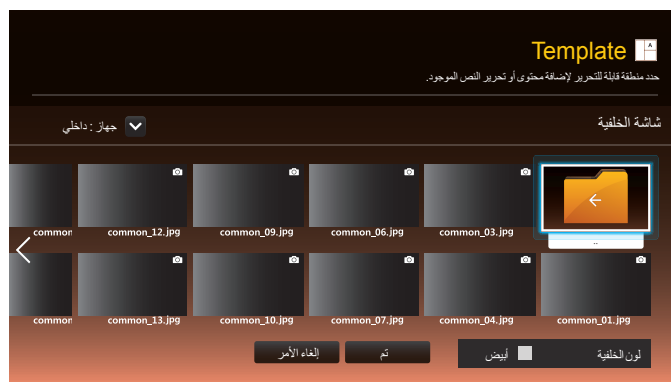 Template
حدد منطقة قابلة للتحرير لإضافة محتوى أو تحرير النص الموجود.
شاشة الخلفية
جهاز : داخلي
..
common_03.jpg
common_06.jpg
common_09.jpg
common_12.jpg
common
common_01.jpg
common_04.jpg
common_07.jpg
common_10.jpg
common_13.jpg
common
لون الخلفية
أبيض
تم
إلغاء الأمر